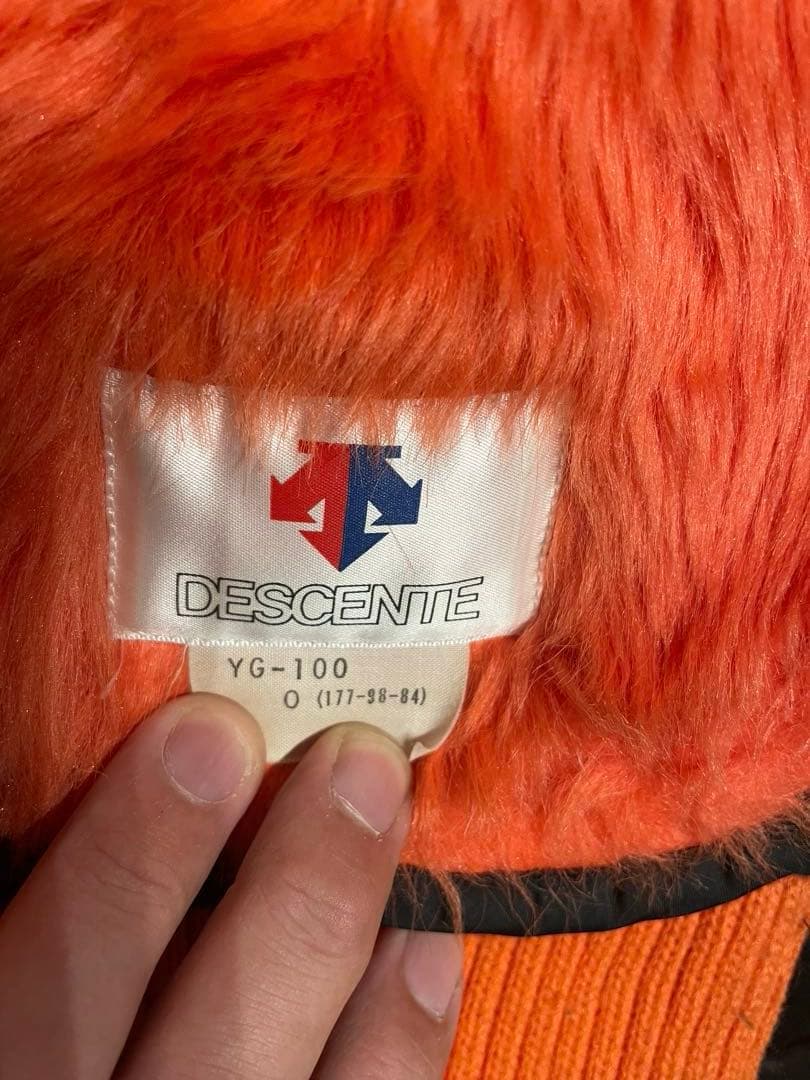 DESCENTE
YG-100
O (177-98-84)